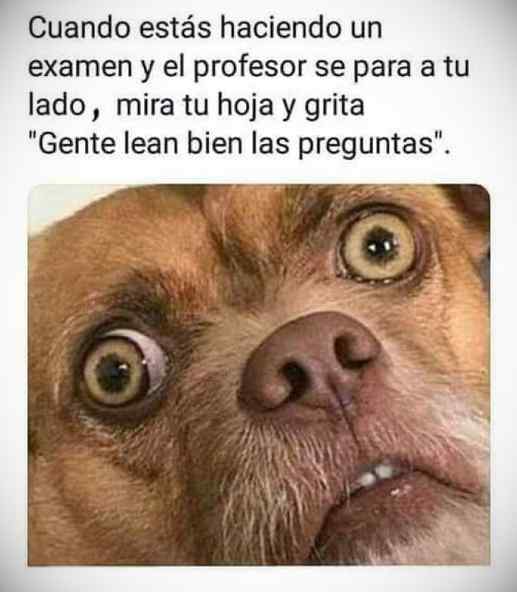 Cuando estás haciendo un
examen y el profesor se para a tu
lado, mira tu hoja y grita
"Gente lean bien las preguntas".